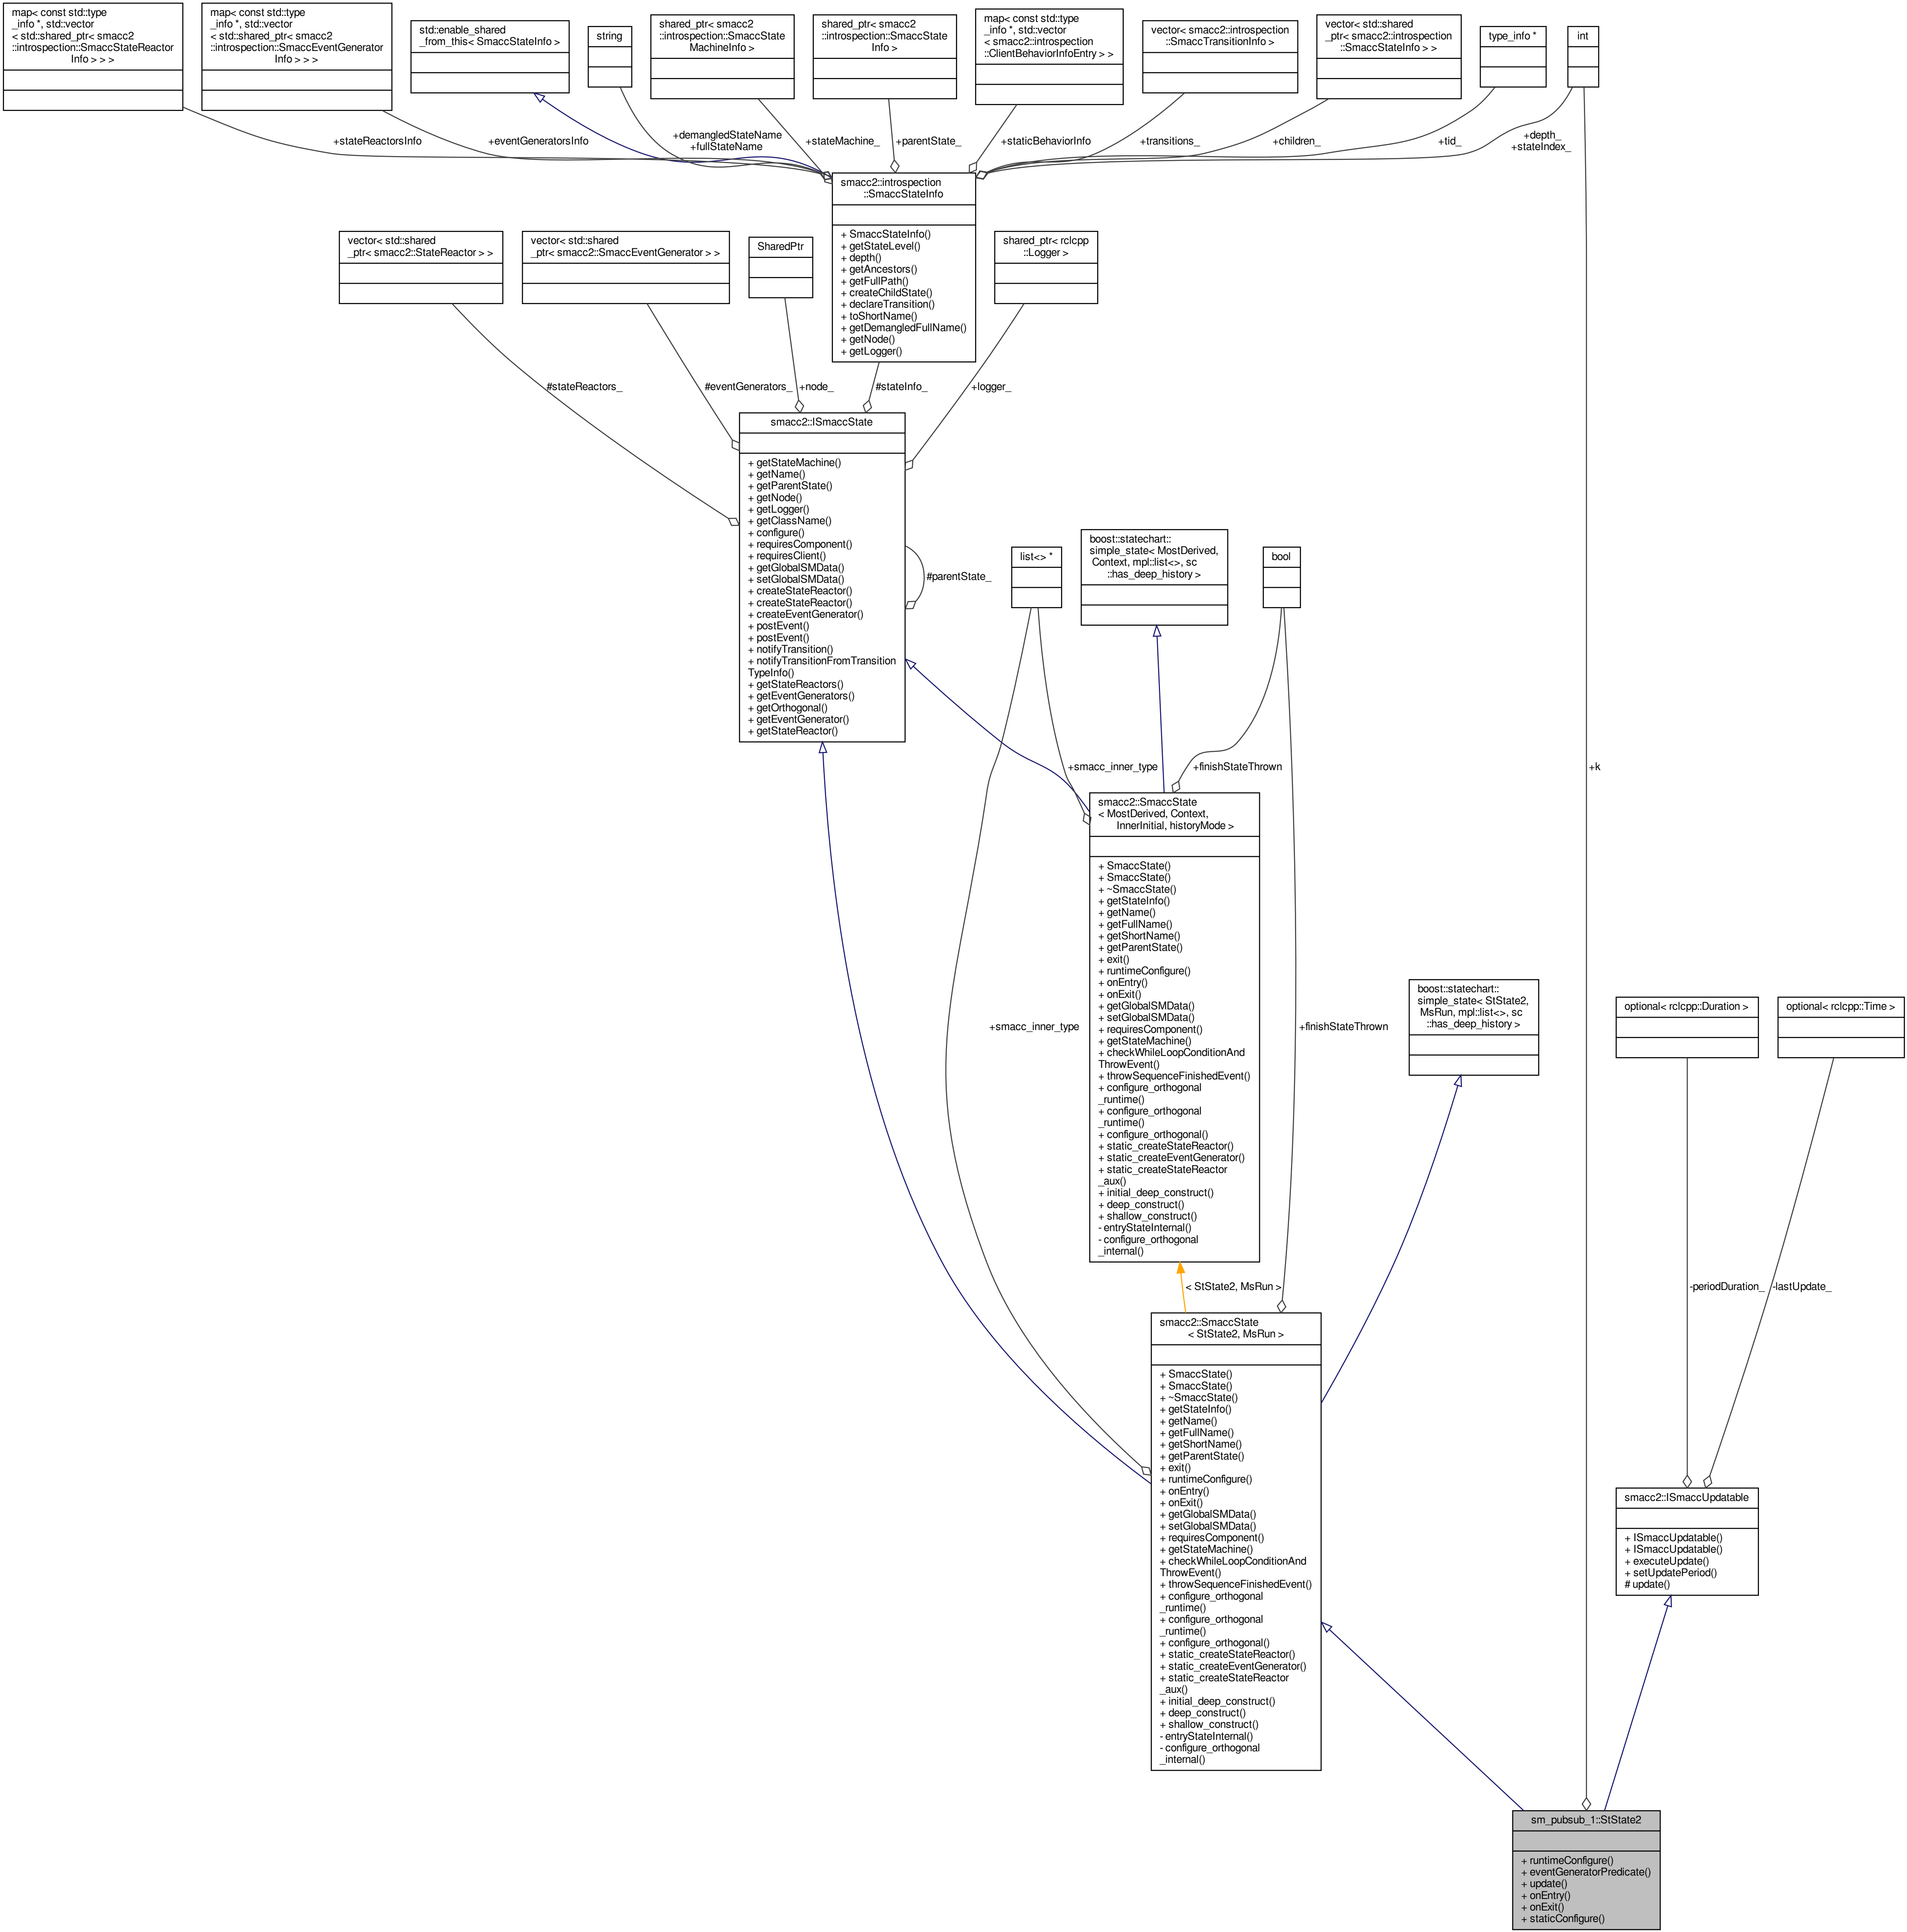 map< const std::type
_info *, std::vector
< std::shared_ptr< smacc2
::introspection::SmaccStateReactor
Info > > >
map< const std::type
_info *, std::vector
< std::shared_ptr< smacc2
::introspection::SmaccEventGenerator
Info > > >
std::enable_shared
_from_this< SmaccStateInfo >
string
shared_ptr< smacc2
::introspection::SmaccState
MachineInfo >
shared_ptr< smacc2
::introspection::SmaccState
Info >
map< const std::type
_info *, std::vector
< smacc2::introspection
::ClientBehaviorInfoEntry > >
vector< smacc2::introspection
::SmaccTransitionInfo >
vector< std::shared
_ptr< smacc2::introspection
::SmaccStateInfo > >
type_info *
int
+stateReactorsInfo
+eventGeneratorsInfo
+demangledStateName
+fullStateName
+stateMachine_
+parentState_
+staticBehaviorInfo
+transitions_
+children_
+tid_
+depth_
+stateIndex_
smacc2::introspection
::SmaccStateInfo
+ SmaccStateInfo()
+ getStateLevel()
+ depth()
+ getAncestors()
+ getFullPath()
+ createChildState()
+ declareTransition()
+ toShortName()
+ getDemangledFullName()
+ getNode()
+ getLogger()
vector< std::shared
_ptr< smacc2::StateReactor > >
vector< std::shared
_ptr< smacc2::SmaccEventGenerator > >
SharedPtr
shared_ptr< rclcpp
::Logger >
#stateReactors_
#eventGenerators_
+node_
#stateInfo_
+logger_
smacc2::ISmaccState
+ getStateMachine()
+ getName()
+ getParentState()
+ getNode()
+ getLogger()
+ getClassName()
+ configure()
+ requiresComponent()
+ requiresClient()
+ getGlobalSMData()
+ setGlobalSMData()
+ createStateReactor()
+ createStateReactor()
+ createEventGenerator()
+ postEvent()
+ postEvent()
+ notifyTransition()
+ notifyTransitionFromTransition
TypeInfo()
+ getStateReactors()
+ getEventGenerators()
+ getOrthogonal()
+ getEventGenerator()
+ getStateReactor()
#parentState_
list<> *
boost::statechart::
simple_state< MostDerived,
Context, mpl::list<>, sc
::has_deep_history >
bool
+smacc_inner_type
+finishStateThrown
+k
smacc2::SmaccState
< MostDerived, Context,
InnerInitial, historyMode >
+ SmaccState()
+ SmaccState()
+ ~SmaccState()
+ getStateInfo()
+ getName()
+ getFullName()
+ getShortName()
+ getParentState()
+ exit()
+ runtimeConfigure()
+ onEntry()
+ onExit()
+ getGlobalSMData()
+ setGlobalSMData()
+ requiresComponent()
+ getStateMachine()
+ checkWhileLoopConditionAnd
ThrowEvent()
+ throwSequenceFinishedEvent()
+ configure_orthogonal
_runtime()
+ configure_orthogonal
_runtime()
+ configure_orthogonal()
+ static_createStateReactor()
+ static_createEventGenerator()
+ static_createStateReactor
_aux()
+ initial_deep_construct()
+ deep_construct()
+ shallow_construct()
- entryStateInternal()
- configure_orthogonal
_internal()
+smacc_inner_type
+finishStateThrown
boost::statechart::
simple_state< StState2,
MsRun, mpl::list<>, sc
::has_deep_history >
optional< rclcpp::Duration >
optional< rclcpp::Time >
< StState2, MsRun >
-periodDuration_
-lastUpdate_
smacc2::SmaccState
< StState2, MsRun >
+ SmaccState()
+ SmaccState()
+ ~SmaccState()
+ getStateInfo()
+ getName()
+ getFullName()
+ getShortName()
+ getParentState()
+ exit()
+ runtimeConfigure()
+ onEntry()
+ onExit()
+ getGlobalSMData()
+ setGlobalSMData()
+ requiresComponent()
+ getStateMachine()
+ checkWhileLoopConditionAnd
ThrowEvent()
+ throwSequenceFinishedEvent()
+ configure_orthogonal
_runtime()
+ configure_orthogonal
_runtime()
+ configure_orthogonal()
+ static_createStateReactor()
+ static_createEventGenerator()
+ static_createStateReactor
_aux()
+ initial_deep_construct()
+ deep_construct()
+ shallow_construct()
- entryStateInternal()
- configure_orthogonal
_internal()
smacc2::ISmaccUpdatable
+ ISmaccUpdatable()
+ ISmaccUpdatable()
+ executeUpdate()
+ setUpdatePeriod()
# update()
sm_pubsub_1::StState2
+ runtimeConfigure()
+ eventGeneratorPredicate()
+ update()
+ onEntry()
+ onExit()
+ staticConfigure()